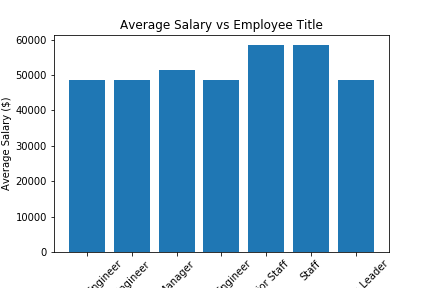 Average Salary vs Employee Title
Average Salary ($)
60000
50000
40000
30000
20000
10000
0
Engineer
Engineer
Manager
Engineer
Staff
Staff
Leader